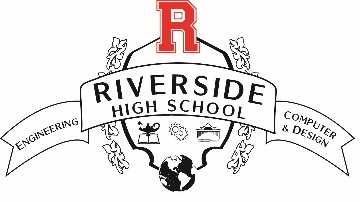 R
RIVERSIDE
HIGH SCHOOL
ENGINEERING
COMPUTER
& DESIGN